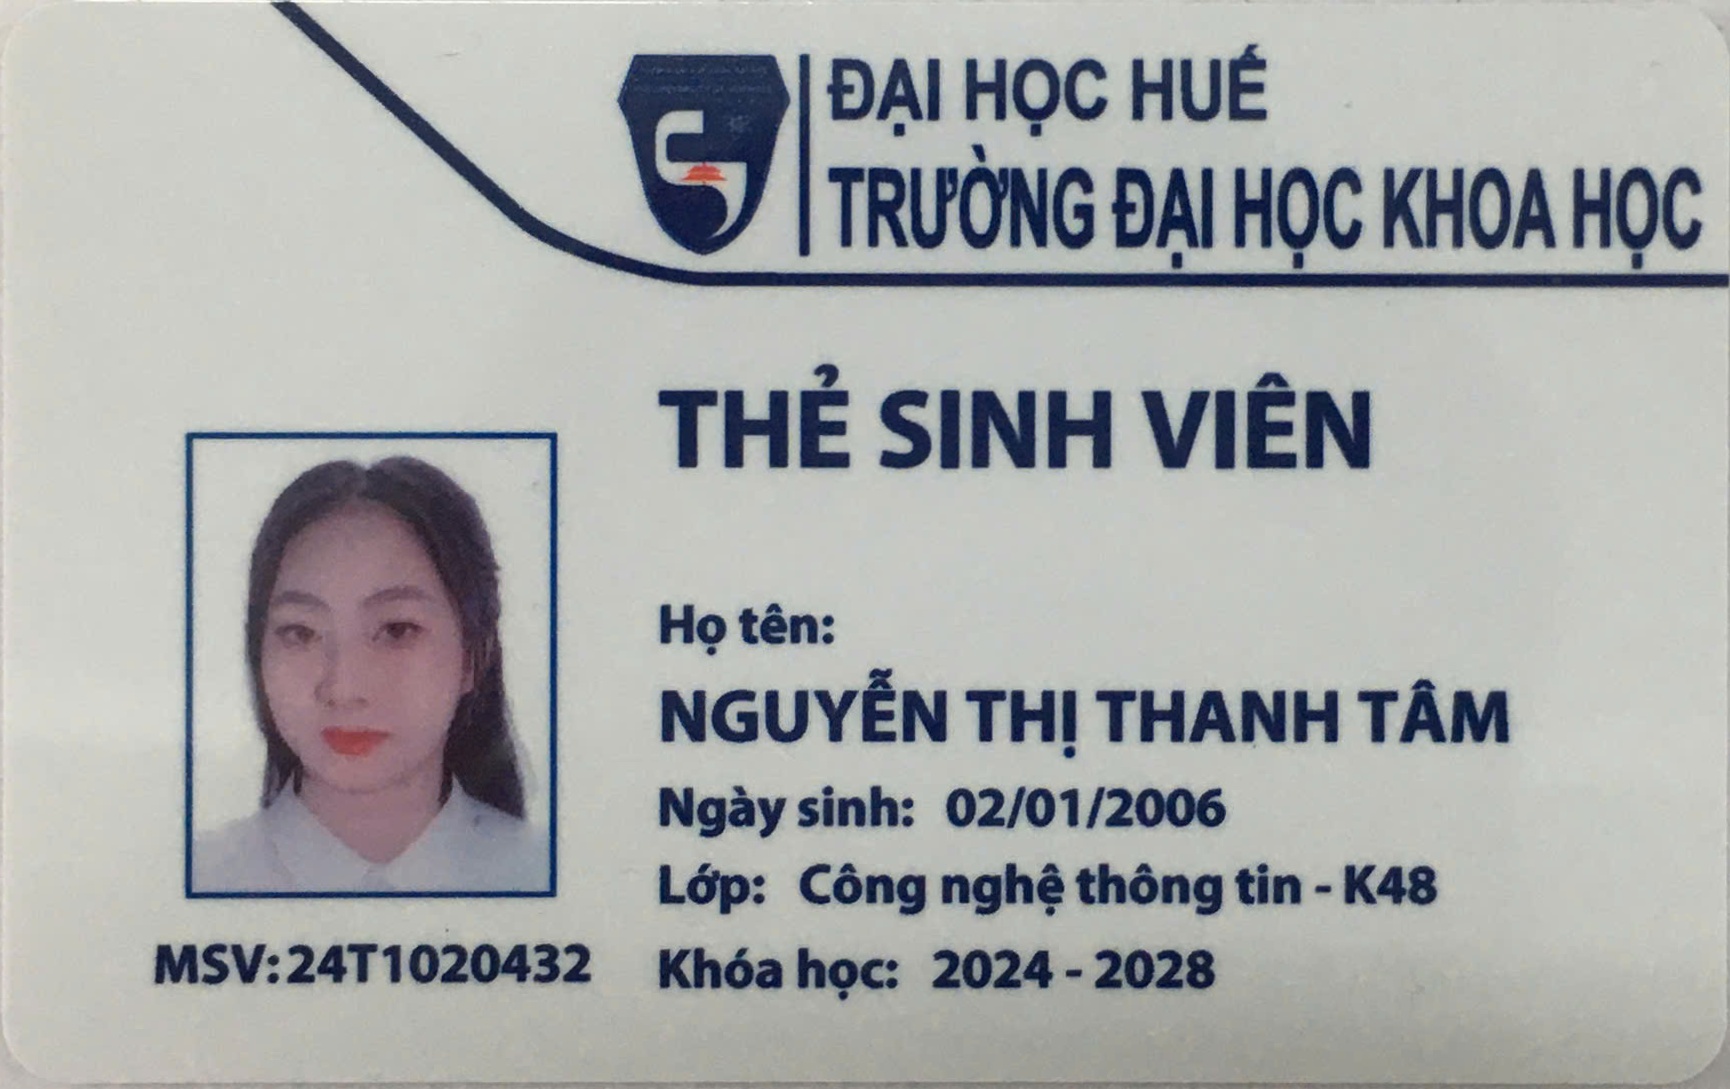 ĐẠI HỌC HUẾ
TRƯỜNG ĐẠI HỌC KHOA HỌC
THẺ SINH VIÊN
Họ tên:
NGUYỄN THỊ THANH TÂM
Ngày sinh: 02/01/2006
Lớp: Công nghệ thông tin - K48
Khóa học: 2024 - 2028
MSV:24T1020432